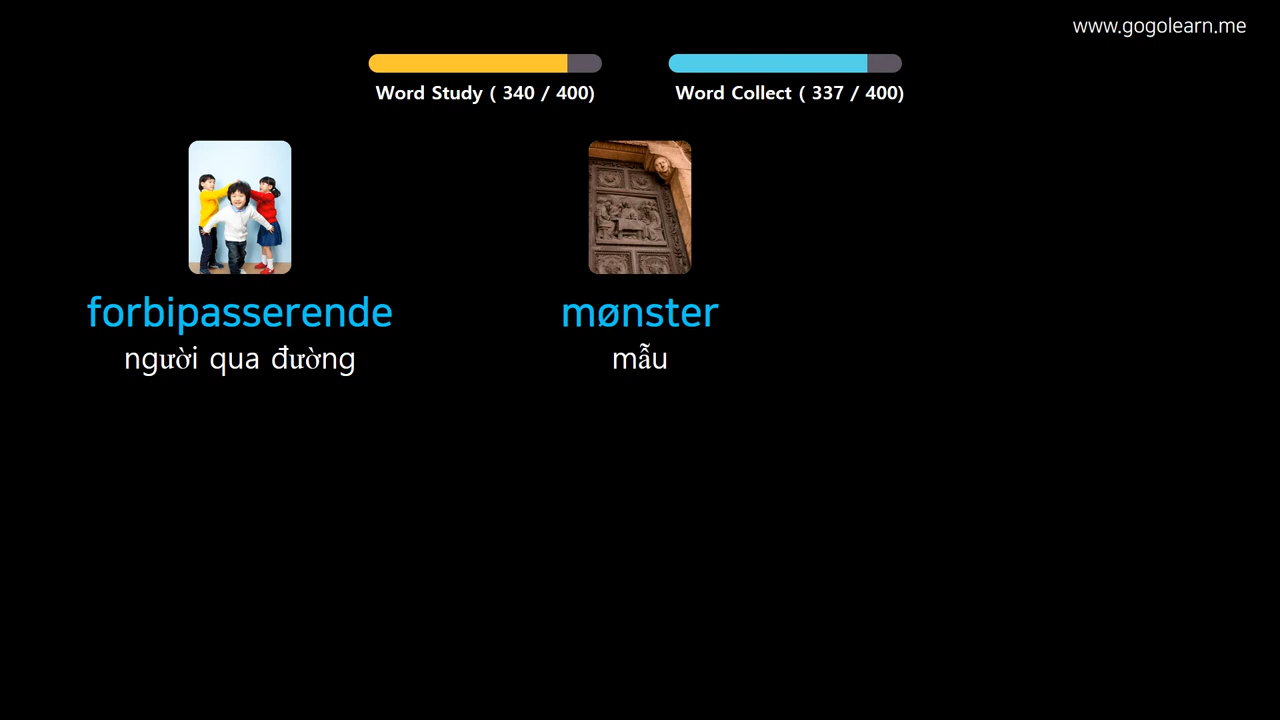 www.gogolearn.me
Word Study ( 340 / 400)
Word Collect ( 337 / 400)
forbipasserende
người qua đường
mønster
mẫu